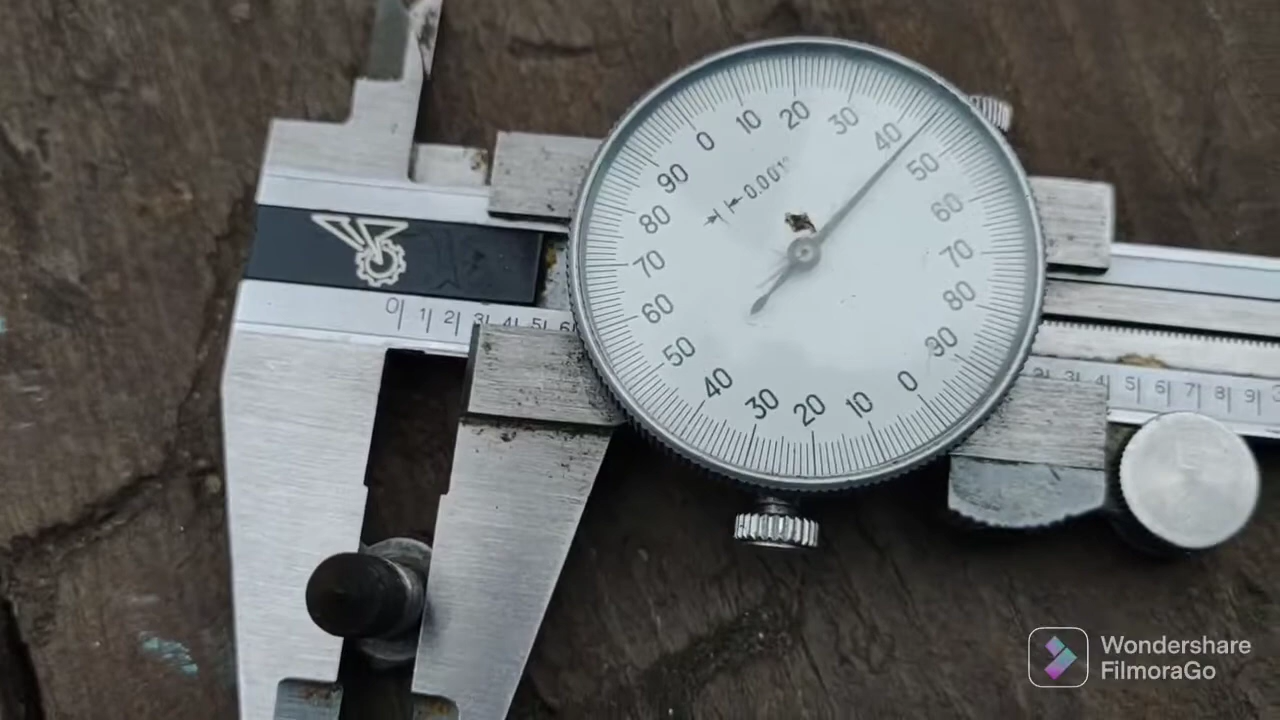 0 10 20 30 40 50 60 70 80 90 0 10 20 30 40 50 60 70 80 90
0.001"
0 1 2 3 4 5 6
2 3 4 5 6 7 8 9
Wondershare
FilmoraGo